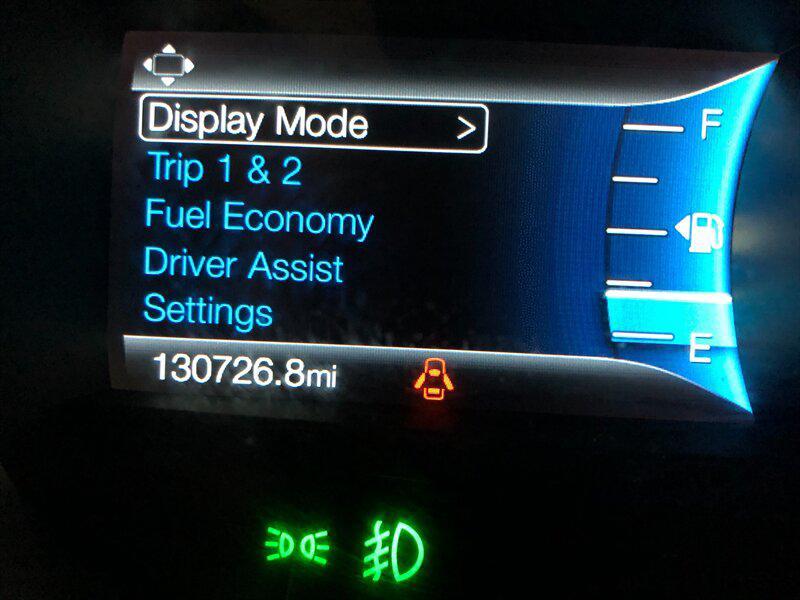 Display Mode >
F
Trip 1 & 2
Fuel Economy
Driver Assist
Settings
E
130726.8mi